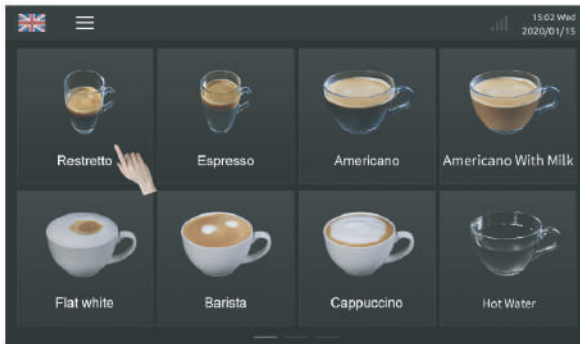 15:02 Wed
2020/01/15
Restretto
Espresso
Americano
Americano With Milk
Flat white
Barista
Cappuccino
Hot Water